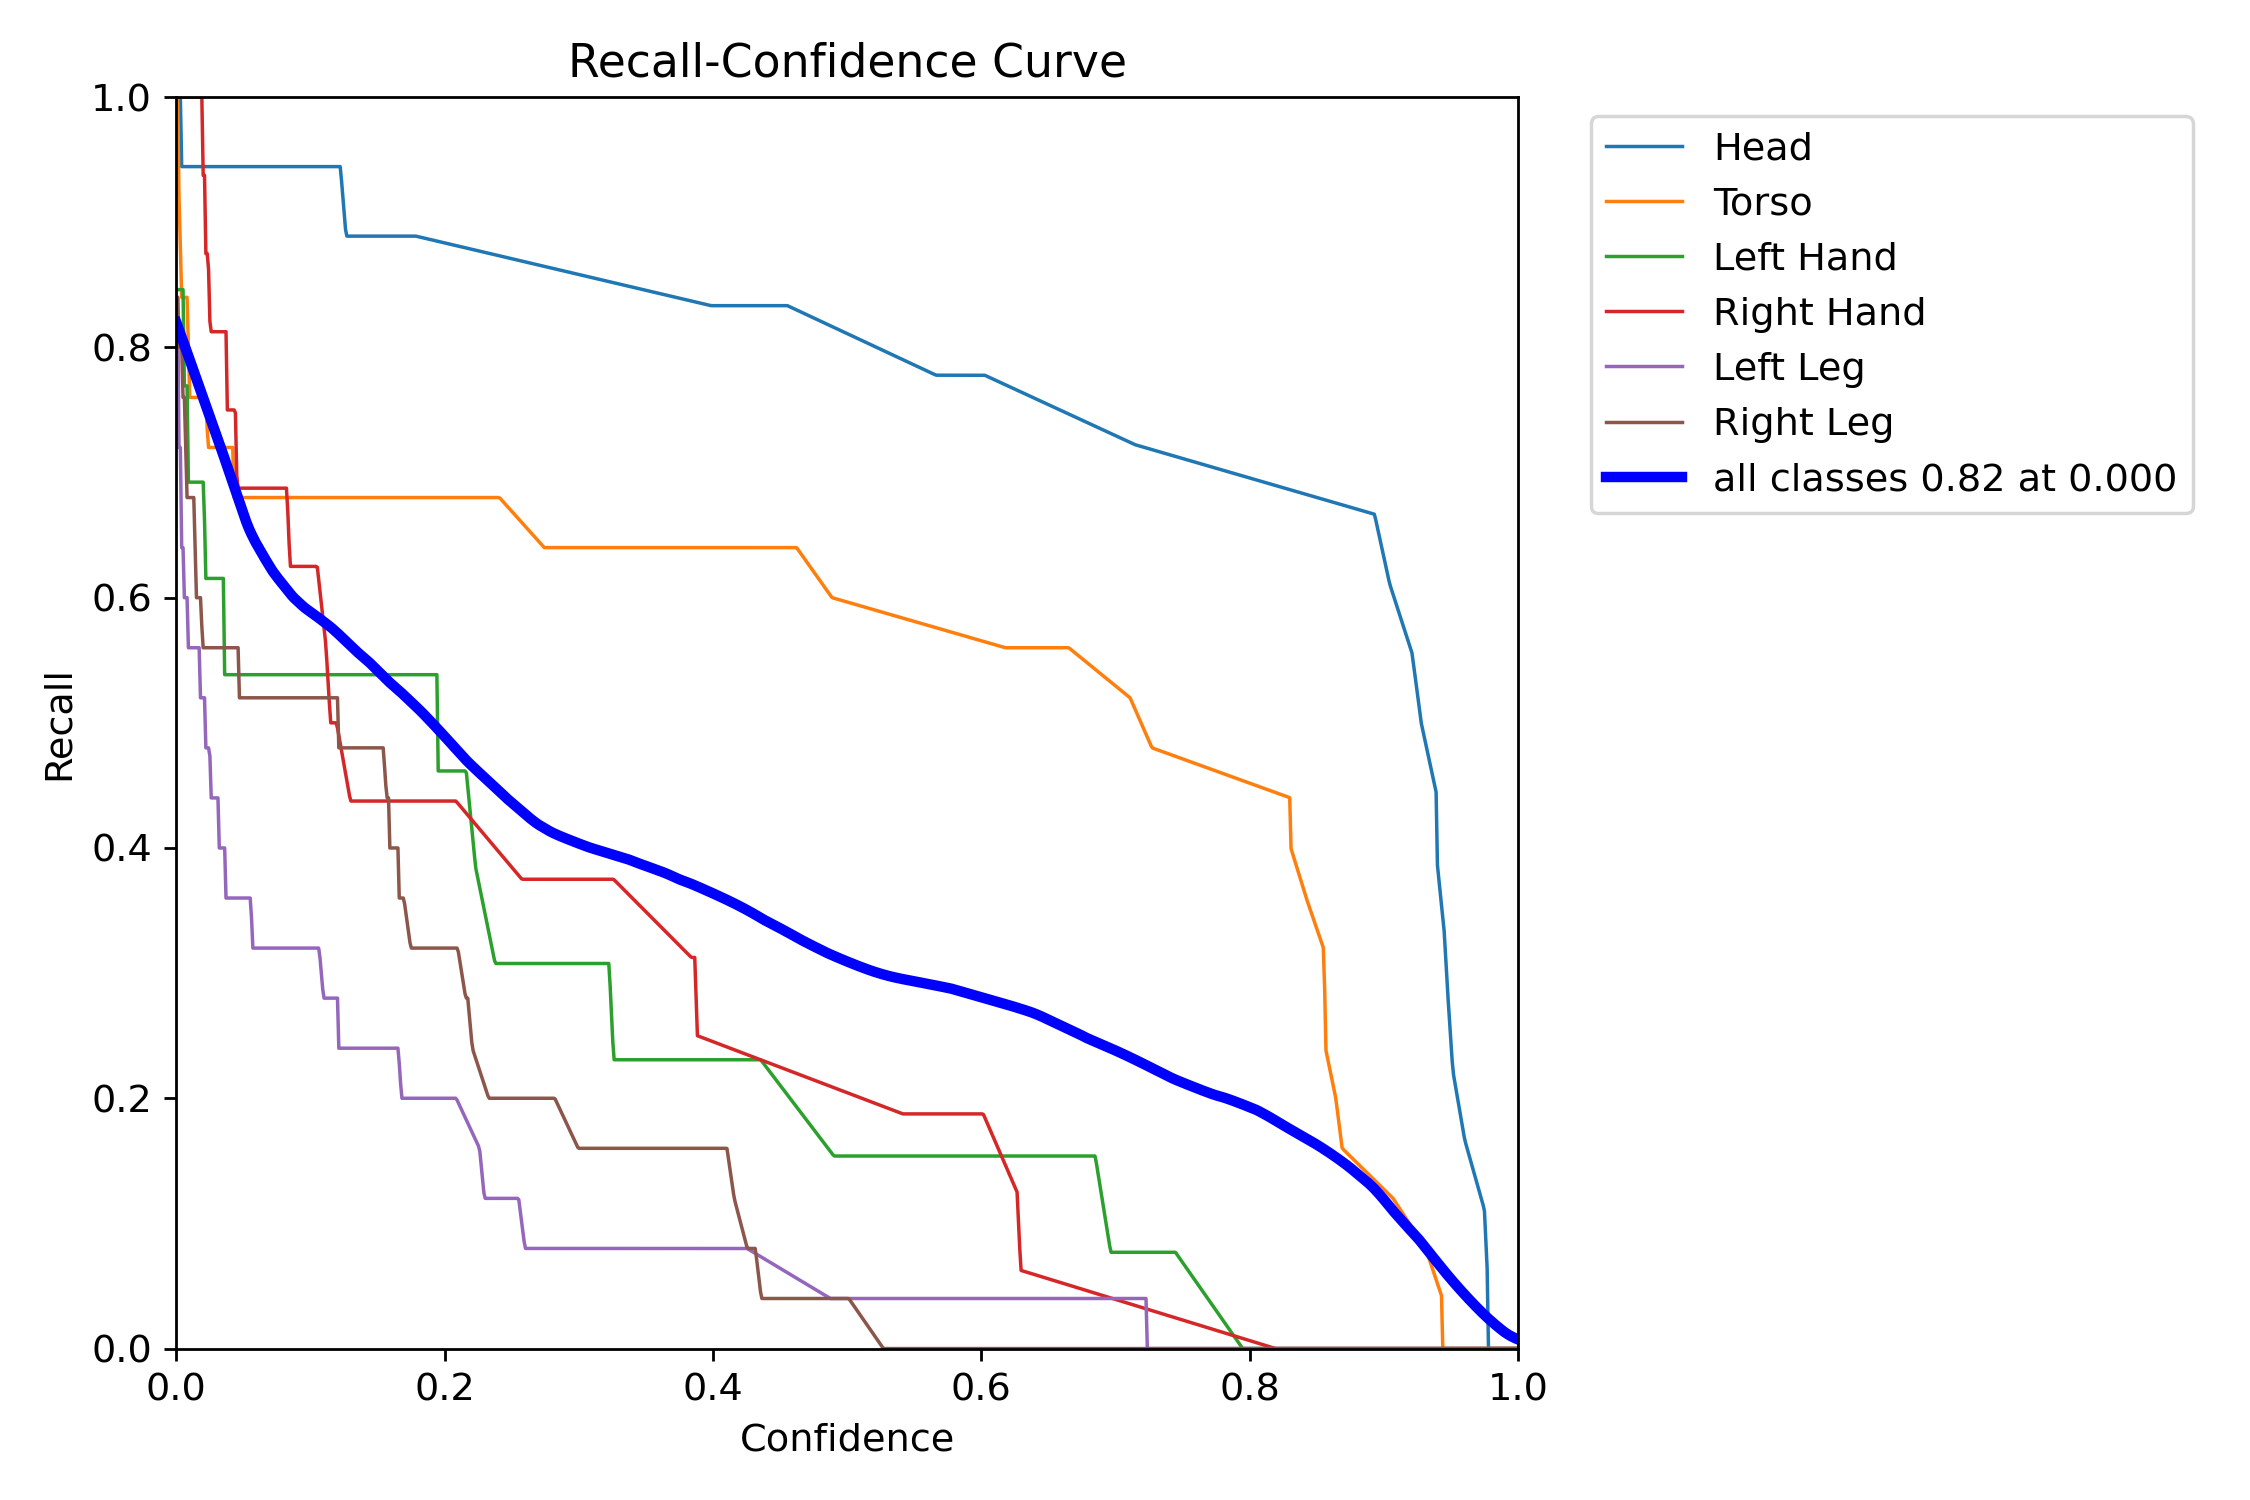 Recall-Confidence Curve
1.0
0.8
0.6
0.4
0.2
0.0
Recall
0.0 0.2 0.4 0.6 0.8 1.0
Confidence
Head
Torso
Left Hand
Right Hand
Left Leg
Right Leg
all classes 0.82 at 0.000